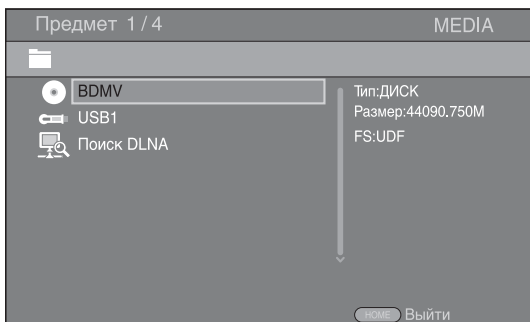 Предмет 1/4 MEDIA
BDMV
USB1
Поиск DLNA
Тип:ДИСК
Размер:44090.750M
FS:UDF
HOME Выйти